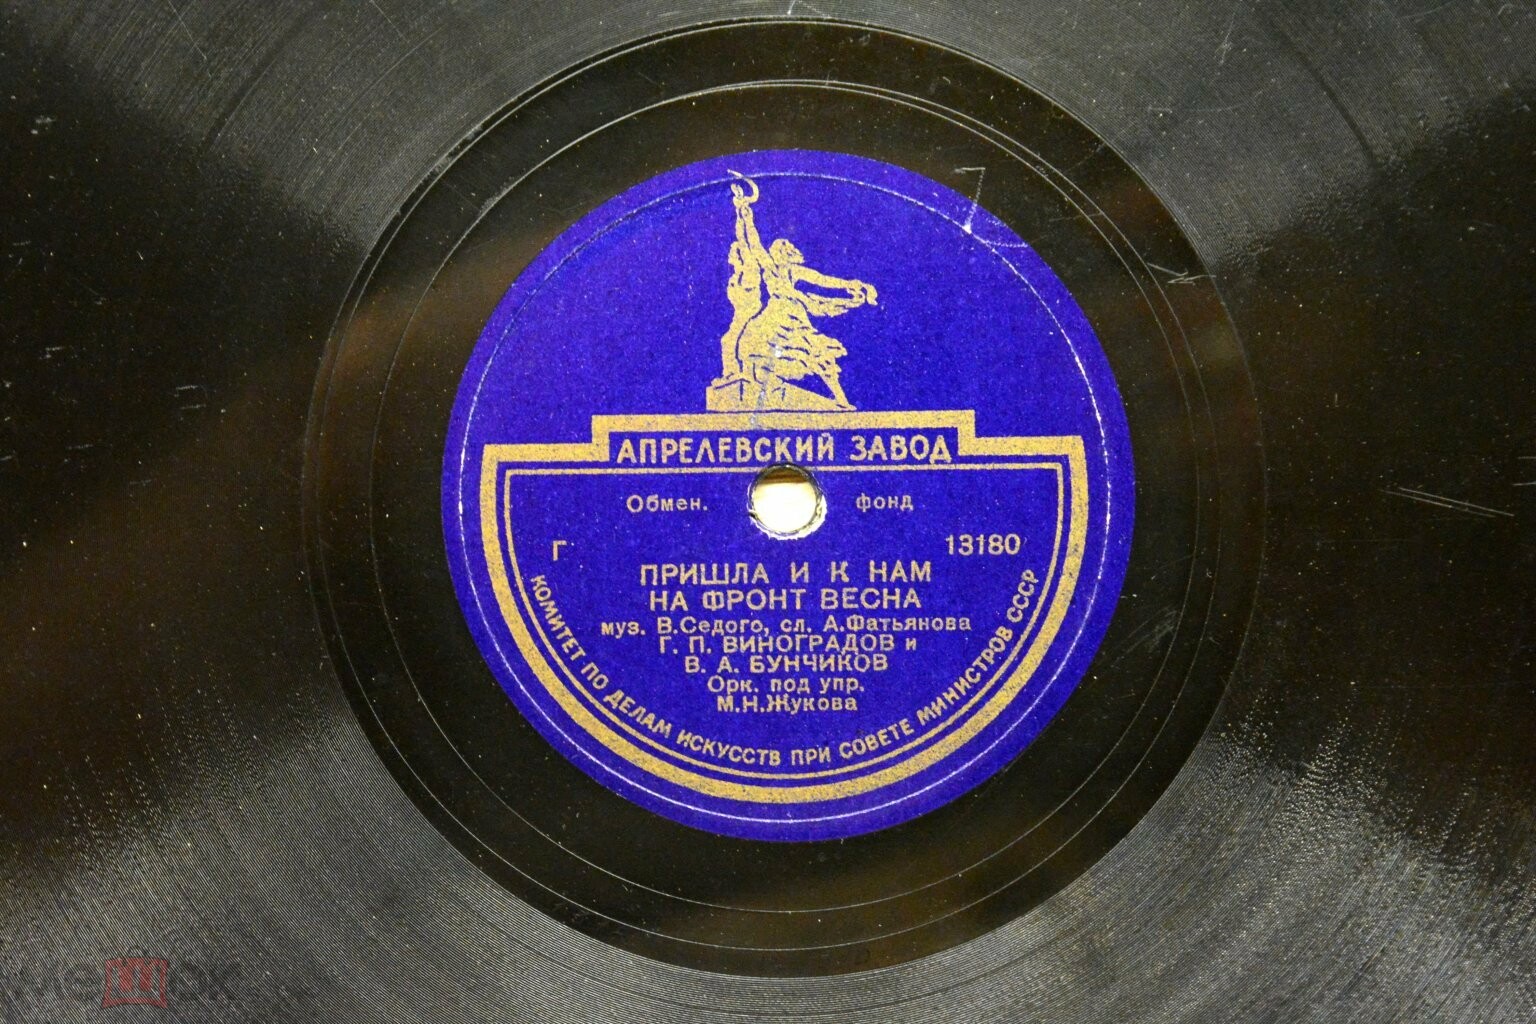 АПРЕЛЕВСКИЙ ЗАВОД
Обмен. фонд
Г 13180
ПРИШЛА И К НАМ
НА ФРОНТ ВЕСНА
муз. В.Седого, сл. А.Фатьянова
Г. П. ВИНОГРАДОВ и
В. А. БУНЧИКОВ
Орк. под упр.
М.Н.Жукова
КОМИТЕТ ПО ДЕЛАМ ИСКУССТВ ПРИ СОВЕТЕ МИНИСТРОВ СССР
мешок